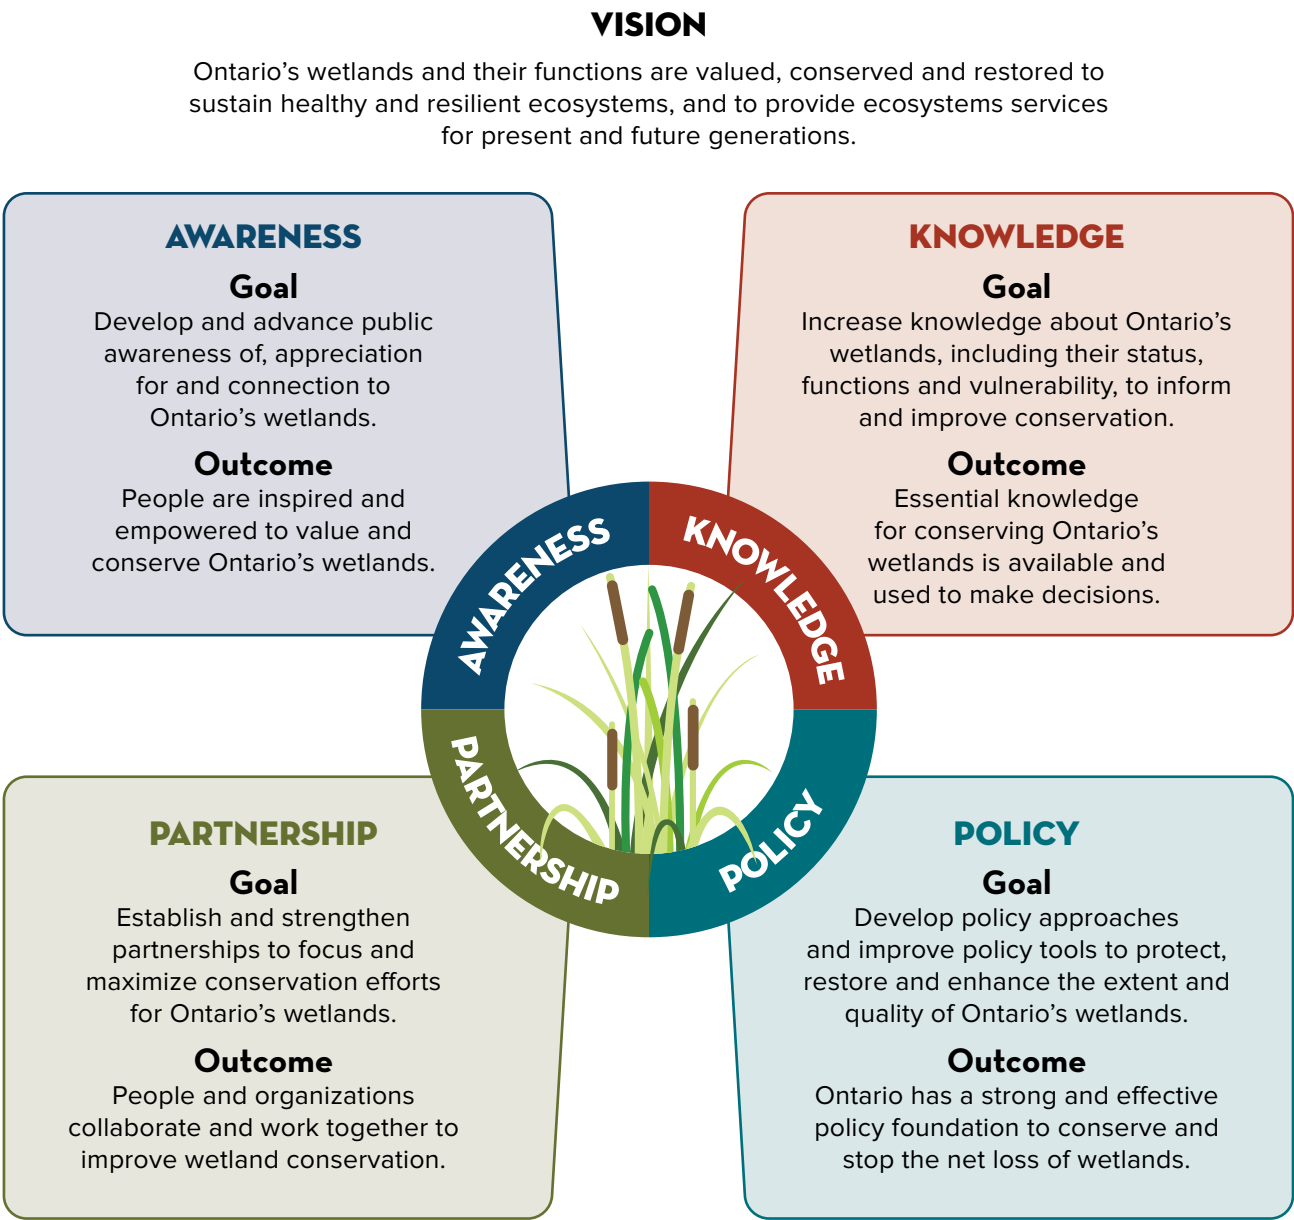 VISION
Ontario’s wetlands and their functions are valued, conserved and restored to
sustain healthy and resilient ecosystems, and to provide ecosystems services
for present and future generations.
AWARENESS
Goal
Develop and advance public
awareness of, appreciation
for and connection to
Ontario’s wetlands.
Outcome
People are inspired and
empowered to value and
conserve Ontario’s wetlands.
KNOWLEDGE
Goal
Increase knowledge about Ontario’s
wetlands, including their status,
functions and vulnerability, to inform
and improve conservation.
Outcome
Essential knowledge
for conserving Ontario’s
wetlands is available and
used to make decisions.
AWARENESS
KNOWLEDGE
PARTNERSHIP
POLICY
PARTNERSHIP
Goal
Establish and strengthen
partnerships to focus and
maximize conservation efforts
for Ontario’s wetlands.
Outcome
People and organizations
collaborate and work together to
improve wetland conservation.
POLICY
Goal
Develop policy approaches
and improve policy tools to protect,
restore and enhance the extent and
quality of Ontario’s wetlands.
Outcome
Ontario has a strong and effective
policy foundation to conserve and
stop the net loss of wetlands.